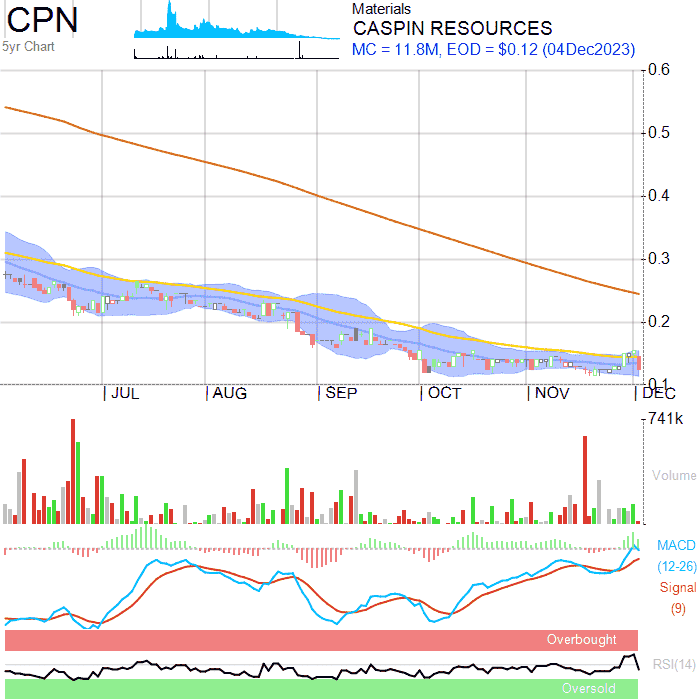 CPN
5yr Chart
Materials
CASPIN RESOURCES
MC = 11.8M, EOD = $0.12 (04Dec2023)
0.6
0.5
0.4
0.3
0.2
0.1
JUL AUG SEP OCT NOV DEC
741k
Volume
0
MACD
(12-26)
Signal
(9)
Overbought
RSI(14)
Oversold